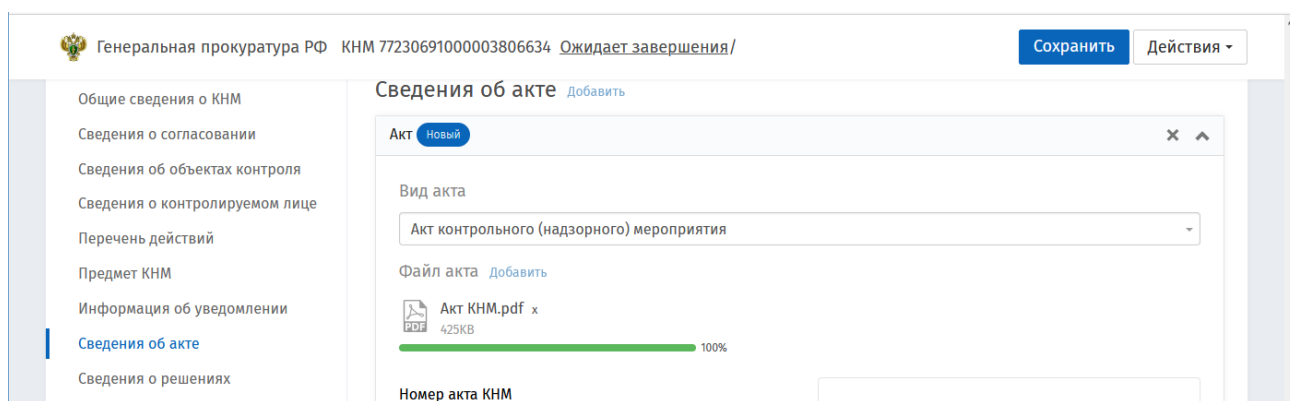 Генеральная прокуратура РФ КНМ 77230691000003806634 Ожидает завершения/
Сохранить
Действия
Общие сведения о КНМ
Сведения о согласовании
Сведения об объектах контроля
Сведения о контролируемом лице
Перечень действий
Предмет КНМ
Информация об уведомлении
Сведения об акте
Сведения о решениях
Сведения об акте Добавить
Акт Новый
Вид акта
Акт контрольного (надзорного) мероприятия
Файл акта Добавить
PDF
Акт КНМ.pdf x
425KB
100%
Номер акта КНМ